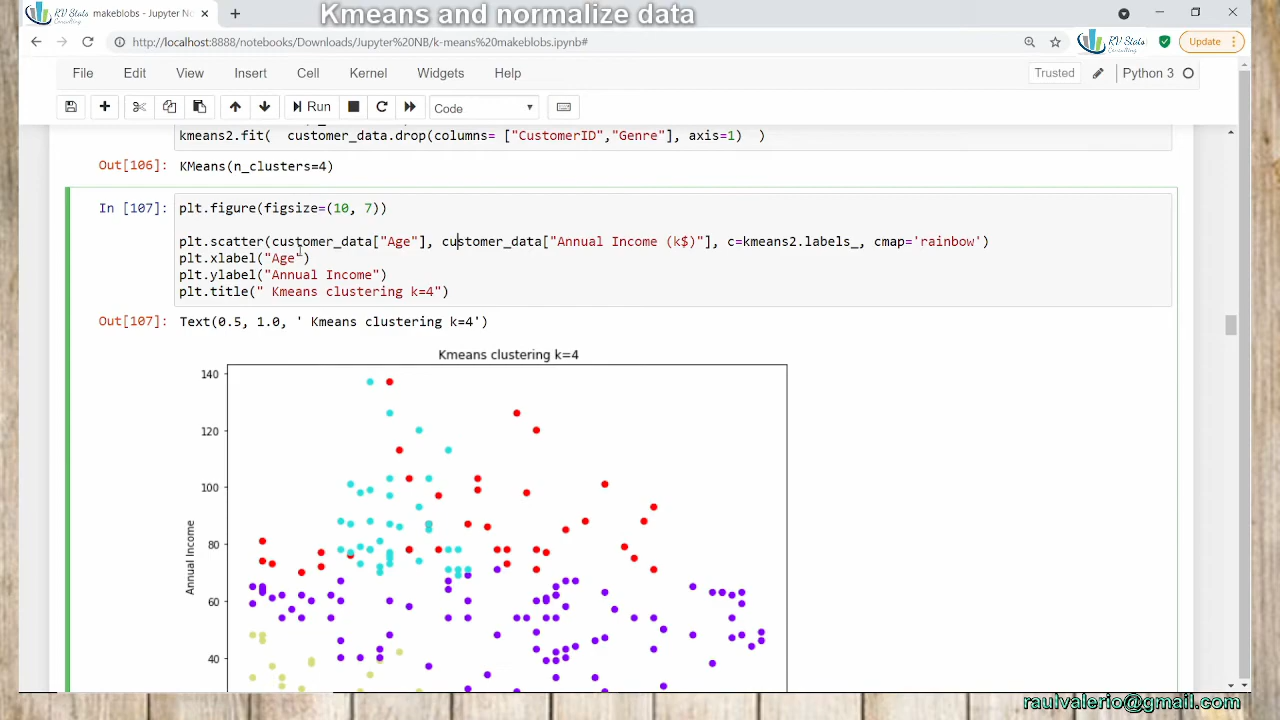 Kmeans and normalize data
makeblobs - Jupyter No
http://localhost:8888/notebooks/Downloads/Jupyter%20NB/k-means%20makeblobs.ipynb#
RV Stats
Consulting
Update
File Edit View Insert Cell Kernel Widgets Help
Trusted
Python 3
Run
Code
kmeans2.fit(  customer_data.drop(columns= ["CustomerID","Genre"], axis=1)  )
Out[106]: KMeans(n_clusters=4)
In [107]: plt.figure(figsize=(10, 7))
plt.scatter(customer_data["Age"], customer_data["Annual Income (k$)"], c=kmeans2.labels_, cmap='rainbow')
plt.xlabel("Age")
plt.ylabel("Annual Income")
plt.title(" Kmeans clustering k=4")
Out[107]: Text(0.5, 1.0, ' Kmeans clustering k=4')
Kmeans clustering k=4
140
120
100
80
60
40
Annual Income
raulvalerio@gmail.com